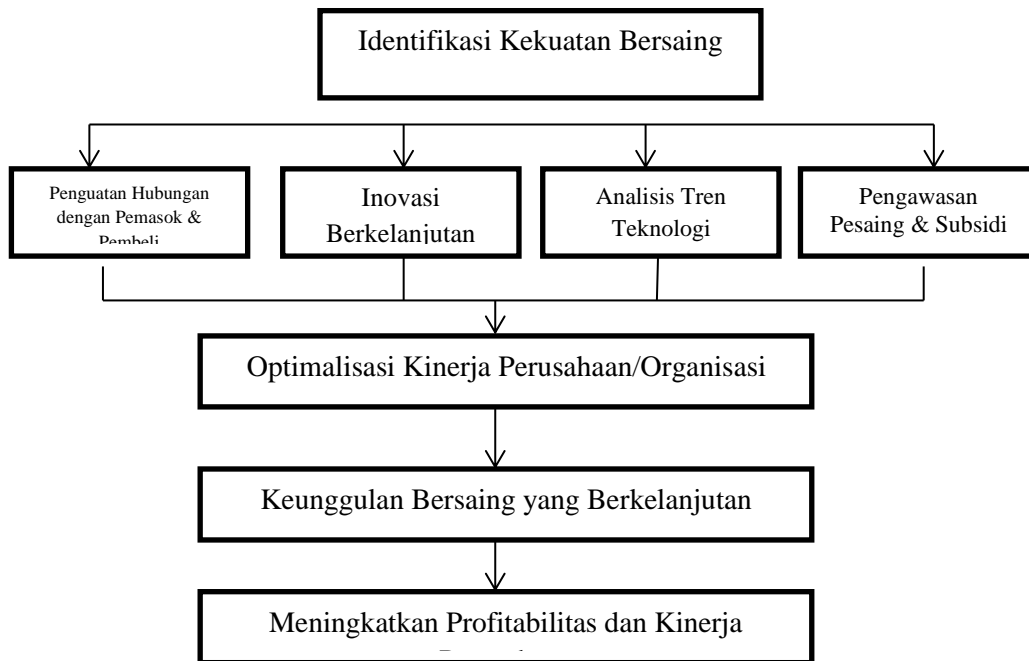 Identifikasi Kekuatan Bersaing
Penguatan Hubungan
dengan Pemasok &
Pembeli
Inovasi
Berkelanjutan
Analisis Tren
Teknologi
Pengawasan
Pesaing & Subsidi
Optimalisasi Kinerja Perusahaan/Organisasi
Keunggulan Bersaing yang Berkelanjutan
Meningkatkan Profitabilitas dan Kinerja